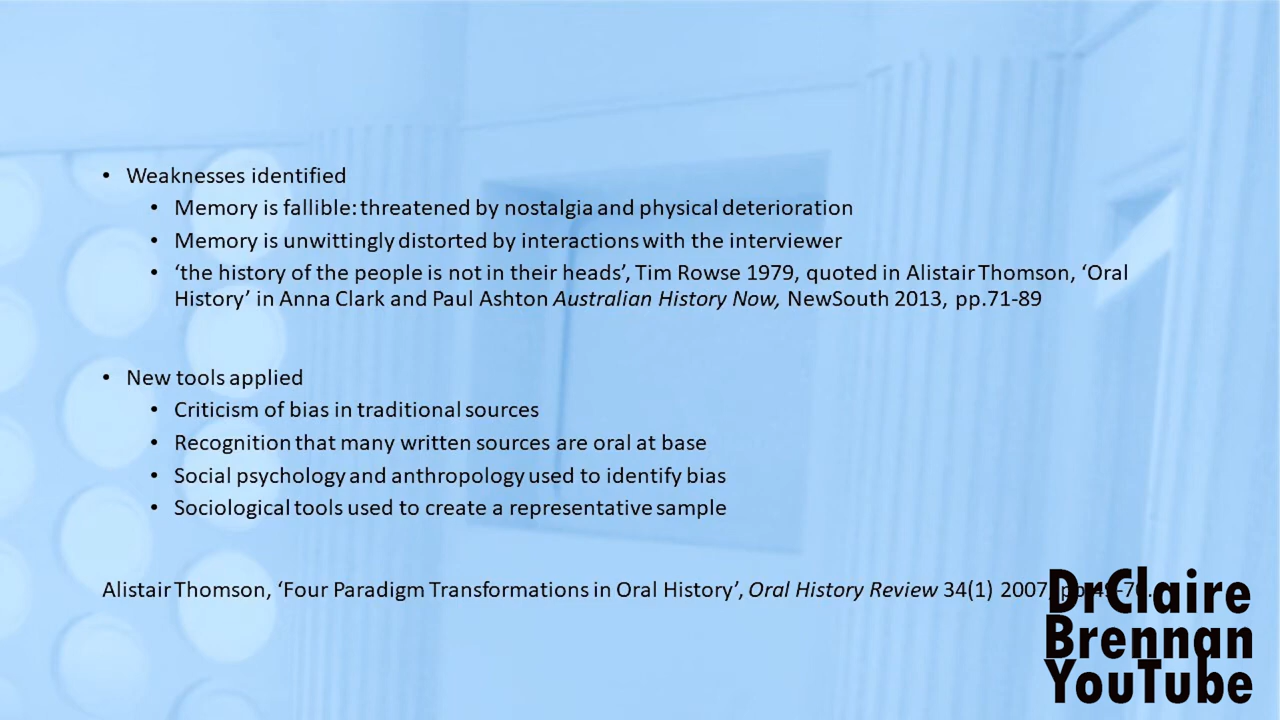 • Weaknesses identified
• Memory is fallible: threatened by nostalgia and physical deterioration
• Memory is unwittingly distorted by interactions with the interviewer
• ‘the history of the people is not in their heads’, Tim Rowse 1979, quoted in Alistair Thomson, ‘Oral
History’ in Anna Clark and Paul Ashton Australian History Now, NewSouth 2013, pp.71-89
• New tools applied
• Criticism of bias in traditional sources
• Recognition that many written sources are oral at base
• Social psychology and anthropology used to identify bias
• Sociological tools used to create a representative sample
Alistair Thomson, ‘Four Paradigm Transformations in Oral History’, Oral History Review 34(1) 2007,
DrClaire
Brennan
YouTube